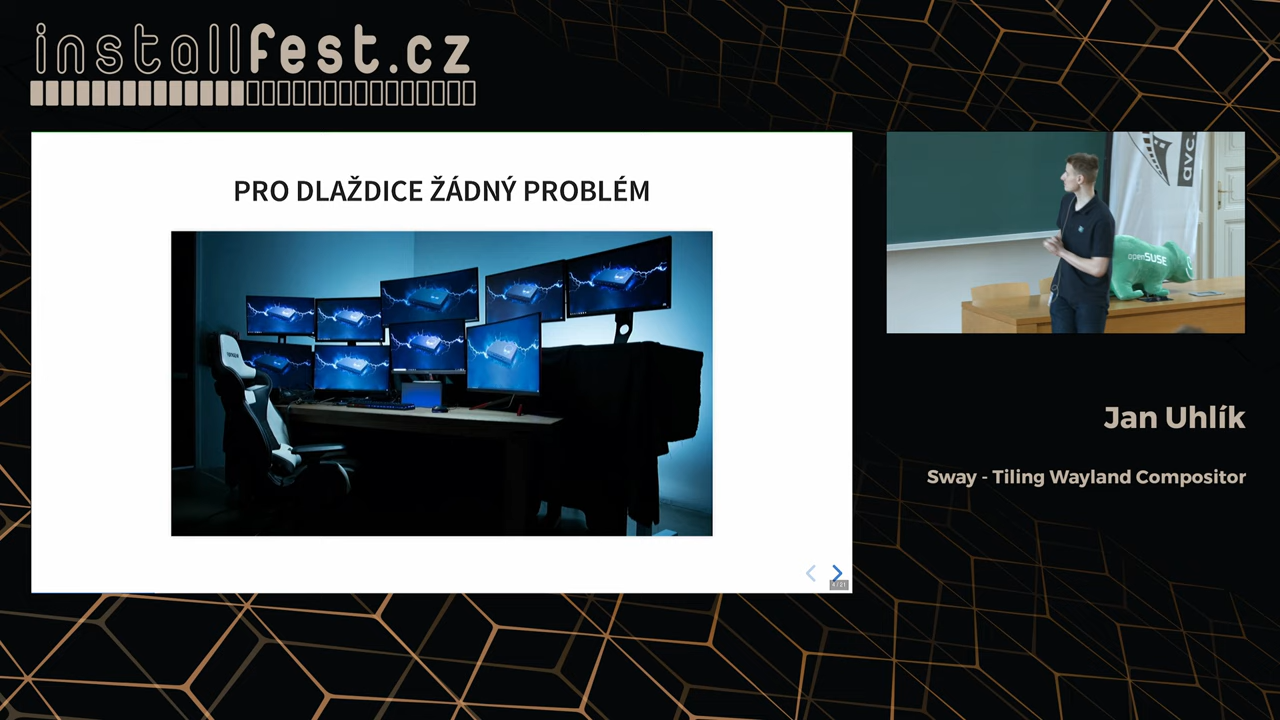 installfest.cz
PRO DLAŽDICE ŽÁDNÝ PROBLÉM
avc.
openSUSE
Jan Uhlík
Sway - Tiling Wayland Compositor